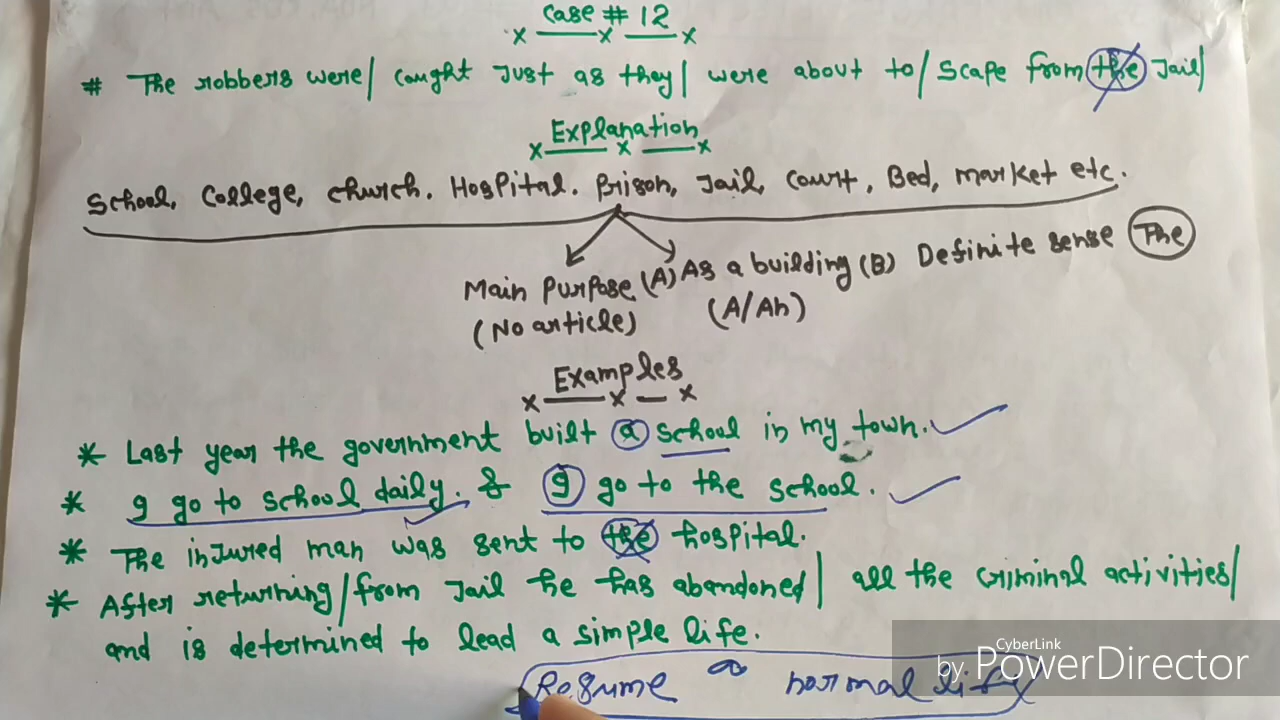 Case # 12
# The robbers were/ caught Just as they/ were about to/ Scape from the Jail/
Explanation
School, College, church. Hospital. Prison, Jail, Court, Bed, market etc.
Main Purpose (A) As a building (B) Definite sense The
(No article) (A/An)
Examples
* Last year the government built a school in my town.
* I go to school daily. & I go to the school.
* The injured man was sent to the hospital.
* After returning/from Jail he has abandoned/ all the criminal activities/
and is determined to lead a simple life.
Resume a normal life
CyberLink
by PowerDirector